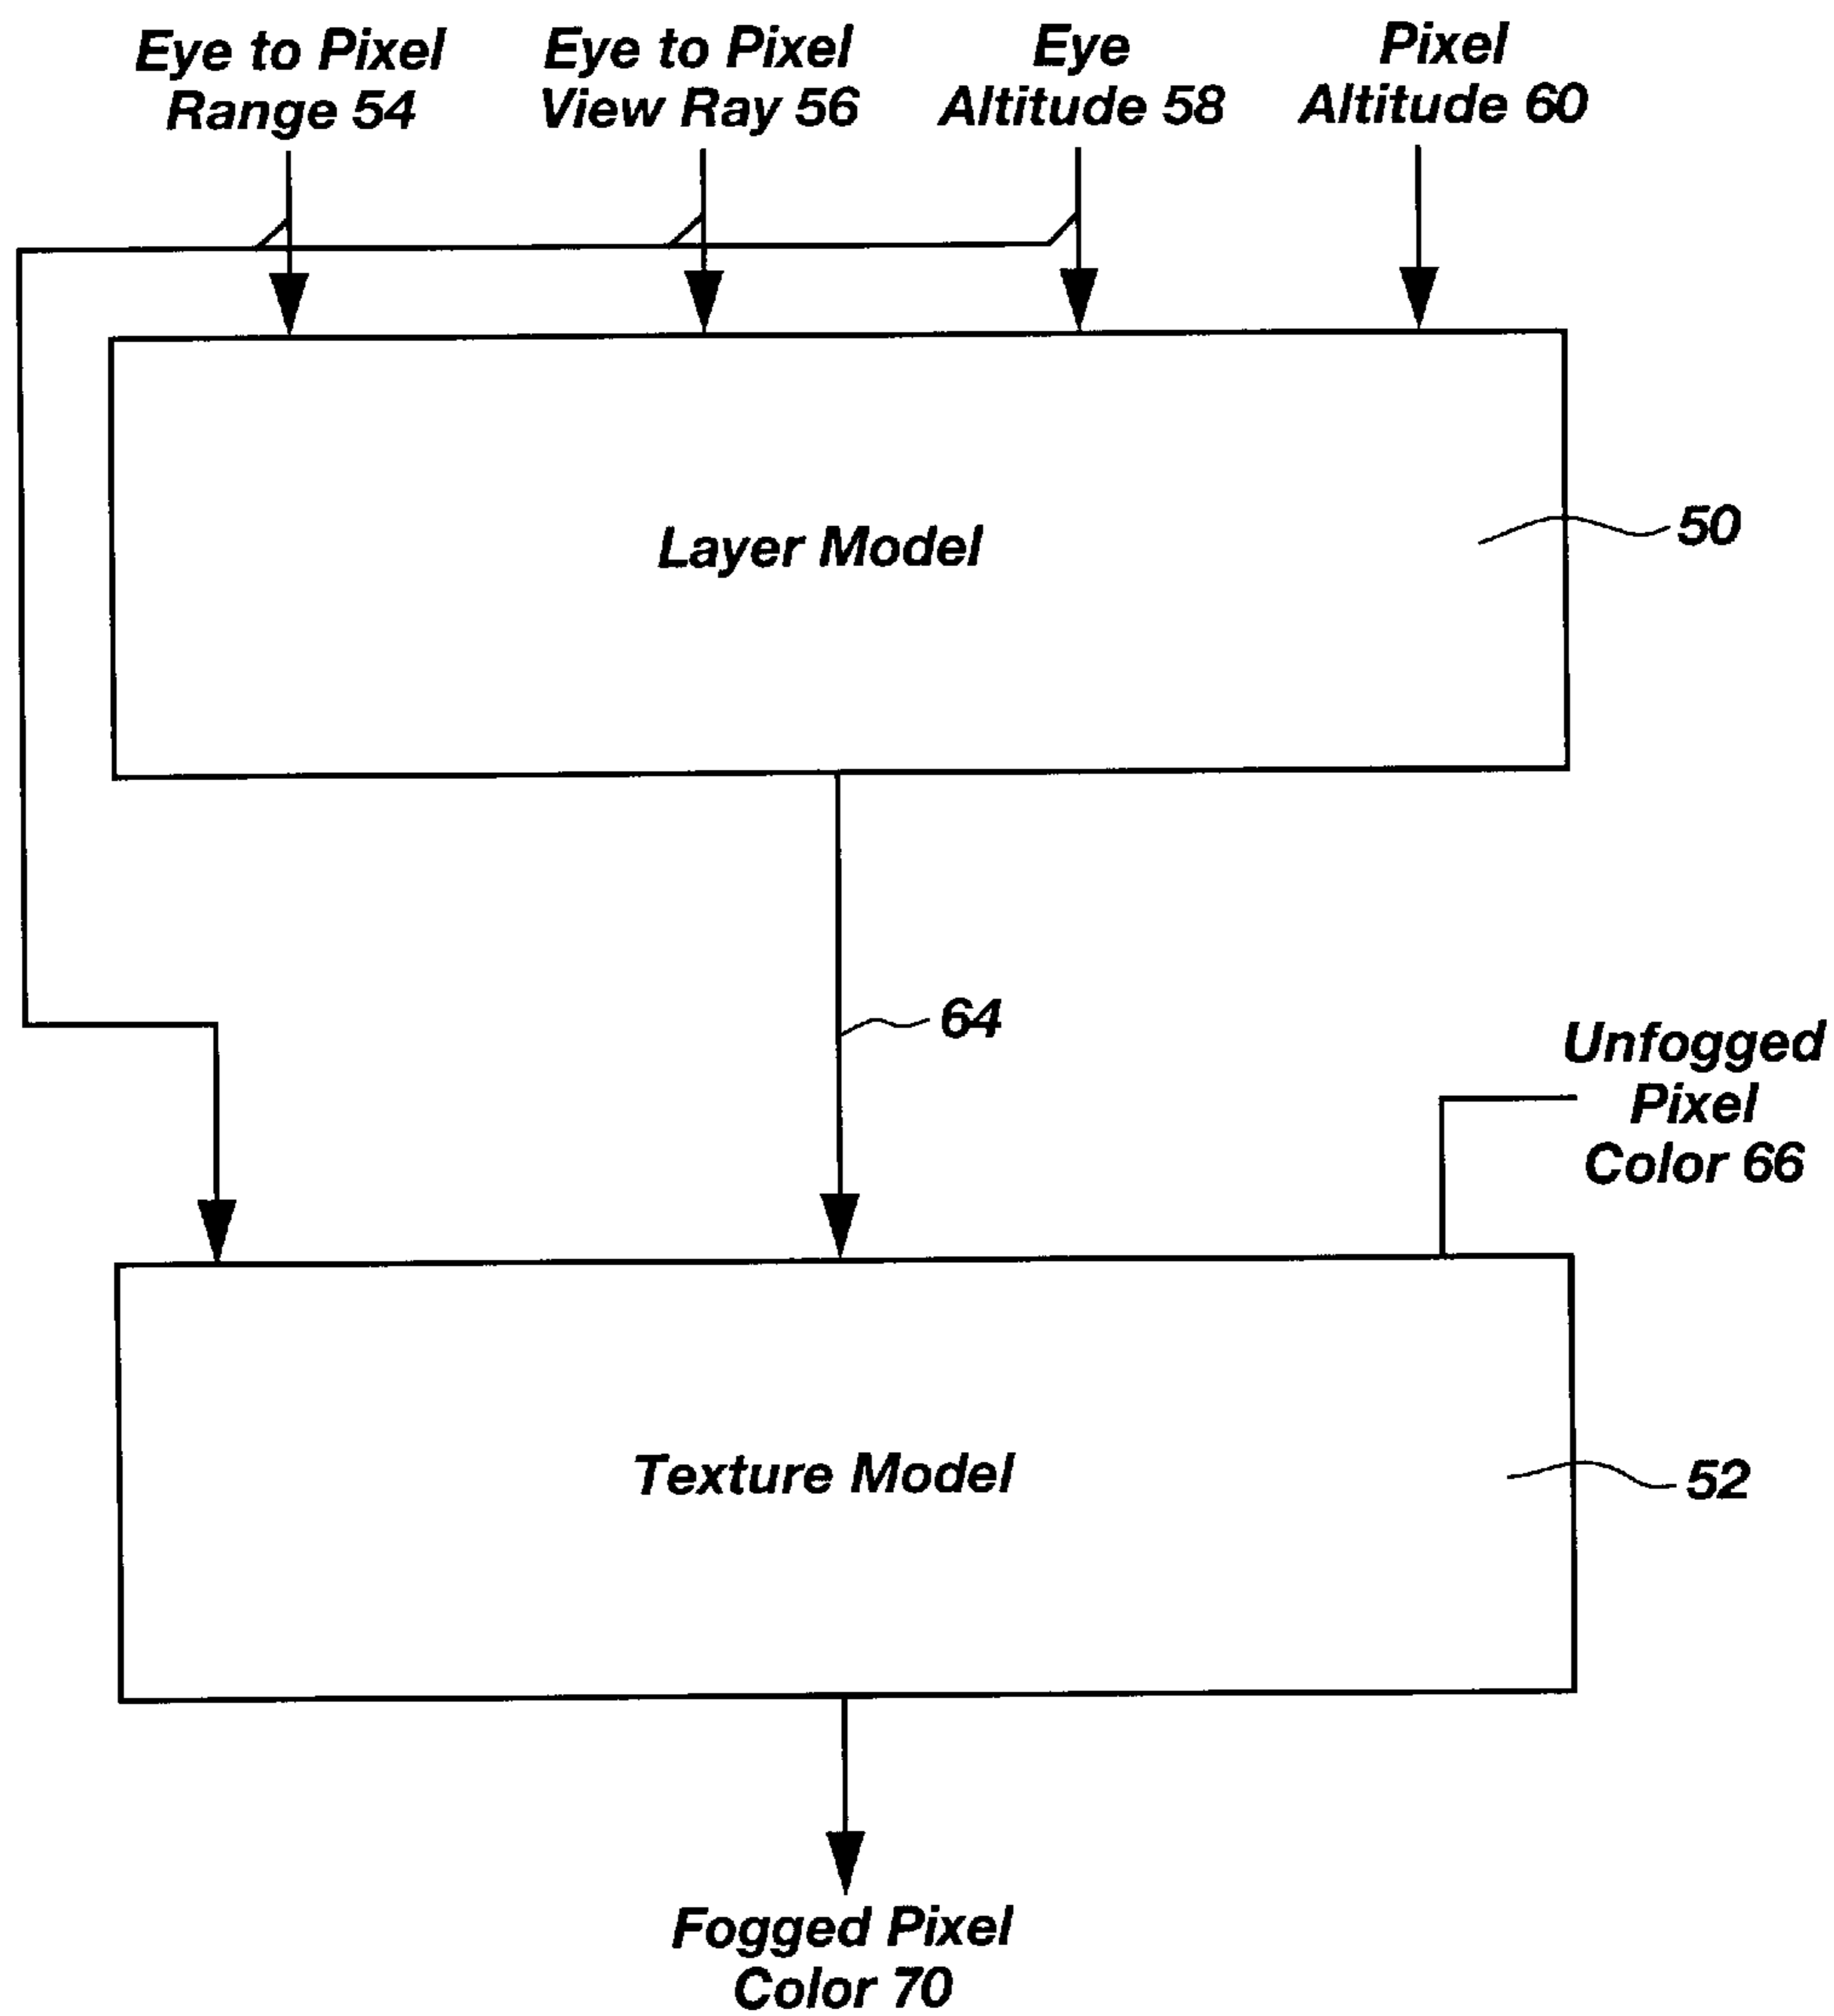 Eye to Pixel
Range 54
Eye to Pixel
View Ray 56
Eye
Altitude 58
Pixel
Altitude 60
Layer Model
50
64
Unfogged
Pixel
Color 66
Texture Model
52
Fogged Pixel
Color 70